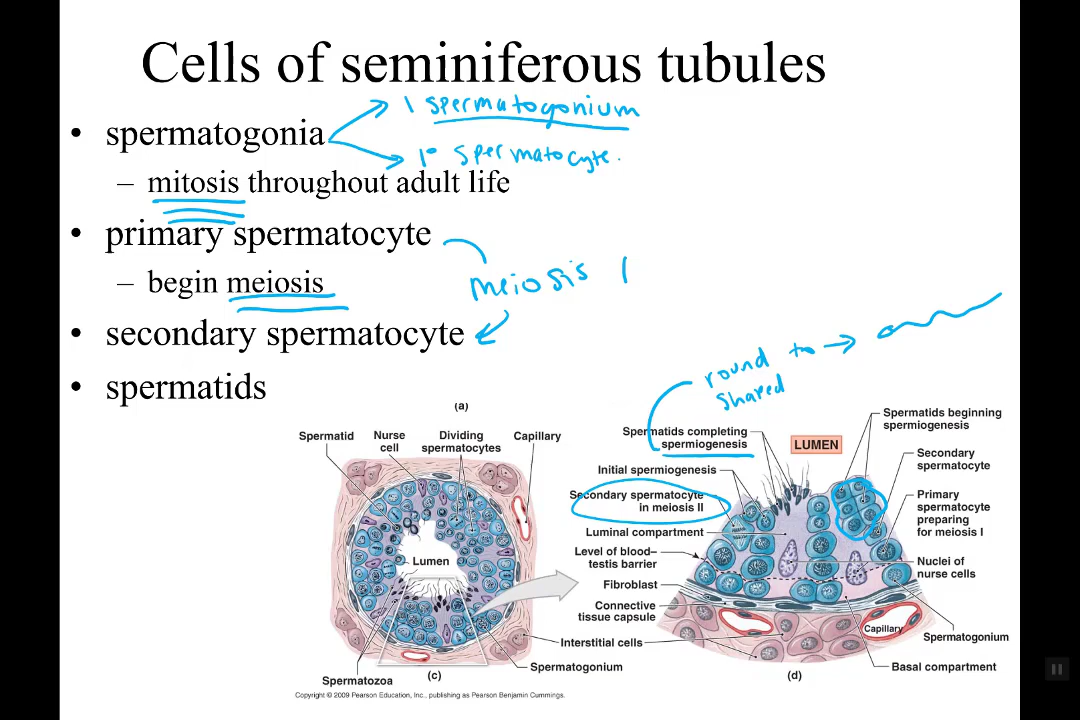 Cells of seminiferous tubules
1 spermatogonium
• spermatogonia
1° spermatocyte.
– mitosis throughout adult life
• primary spermatocyte
meiosis 1
– begin meiosis
• secondary spermatocyte
• spermatids
round to →
shaped
(a)
Spermatid
Nurse
cell
Dividing
spermatocytes
Capillary
Lumen
Spermatozoa
(c)
Spermatogonium
Interstitial cells
Spermatids completing
spermiogenesis
LUMEN
Spermatids beginning
spermiogenesis
Initial spermiogenesis
Secondary
spermatocyte
Secondary spermatocyte
in meiosis II
Primary
spermatocyte
preparing
for meiosis I
Luminal compartment
Level of blood–
testis barrier
Nuclei of
nurse cells
Fibroblast
Connective
tissue capsule
Capillary
Spermatogonium
Basal compartment
(d)
Copyright © 2009 Pearson Education, Inc., publishing as Pearson Benjamin Cummings.